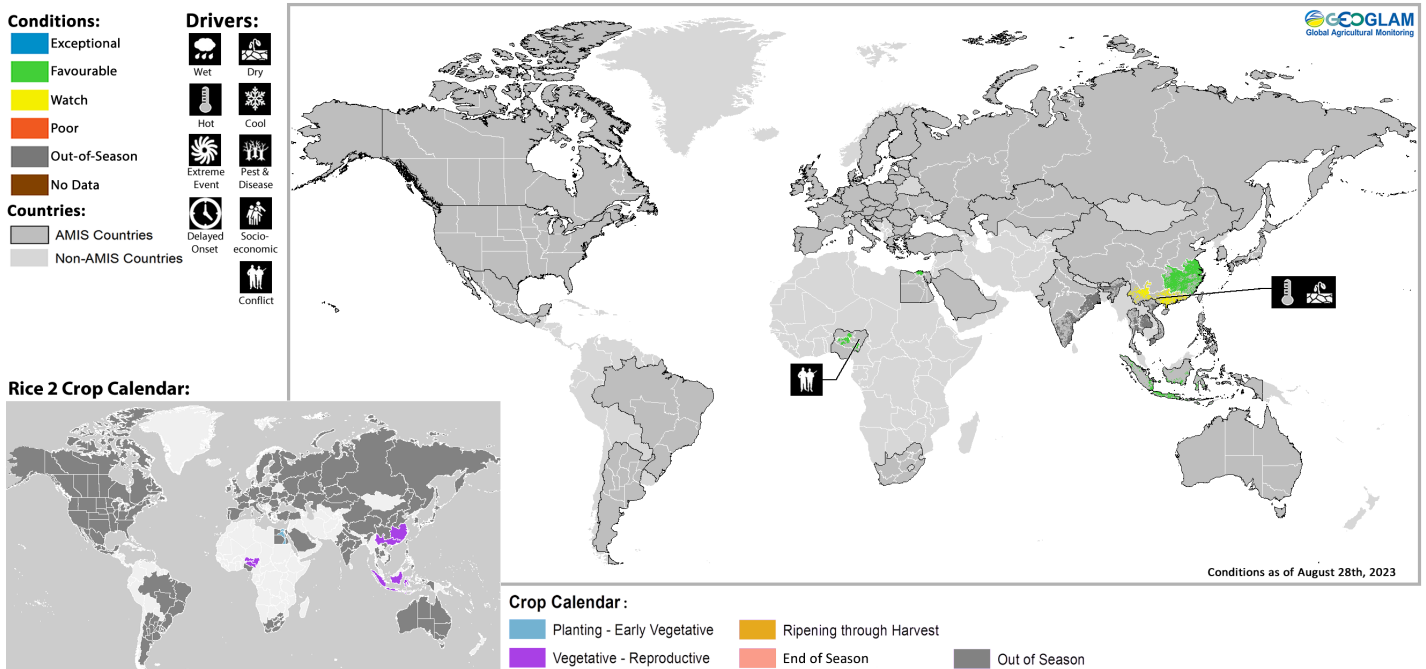 Conditions:
Exceptional
Favourable
Watch
Poor
Out-of-Season
No Data
Countries:
AMIS Countries
Non-AMIS Countries
Drivers:
Wet
Dry
Hot
Cool
Extreme
Event
Pest &
Disease
Delayed
Onset
Socio-
economic
Conflict
GEOGLAM
Global Agricultural Monitoring
Conditions as of August 28th, 2023
Rice 2 Crop Calendar:
Crop Calendar :
Planting - Early Vegetative
Vegetative - Reproductive
Ripening through Harvest
End of Season
Out of Season